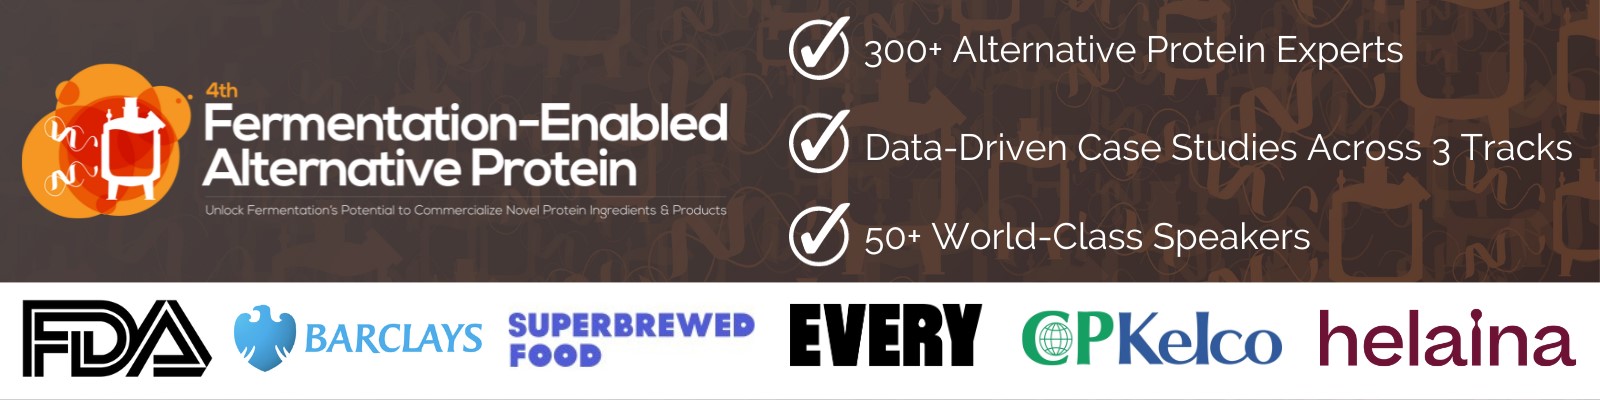 4th
Fermentation-Enabled
Alternative Protein
Unlock Fermentation's Potential to Commercialize Novel Protein Ingredients & Products
300+ Alternative Protein Experts
Data-Driven Case Studies Across 3 Tracks
50+ World-Class Speakers
FDA
BARCLAYS
SUPERBREWED
FOOD
EVERY
CPKelco
helaina